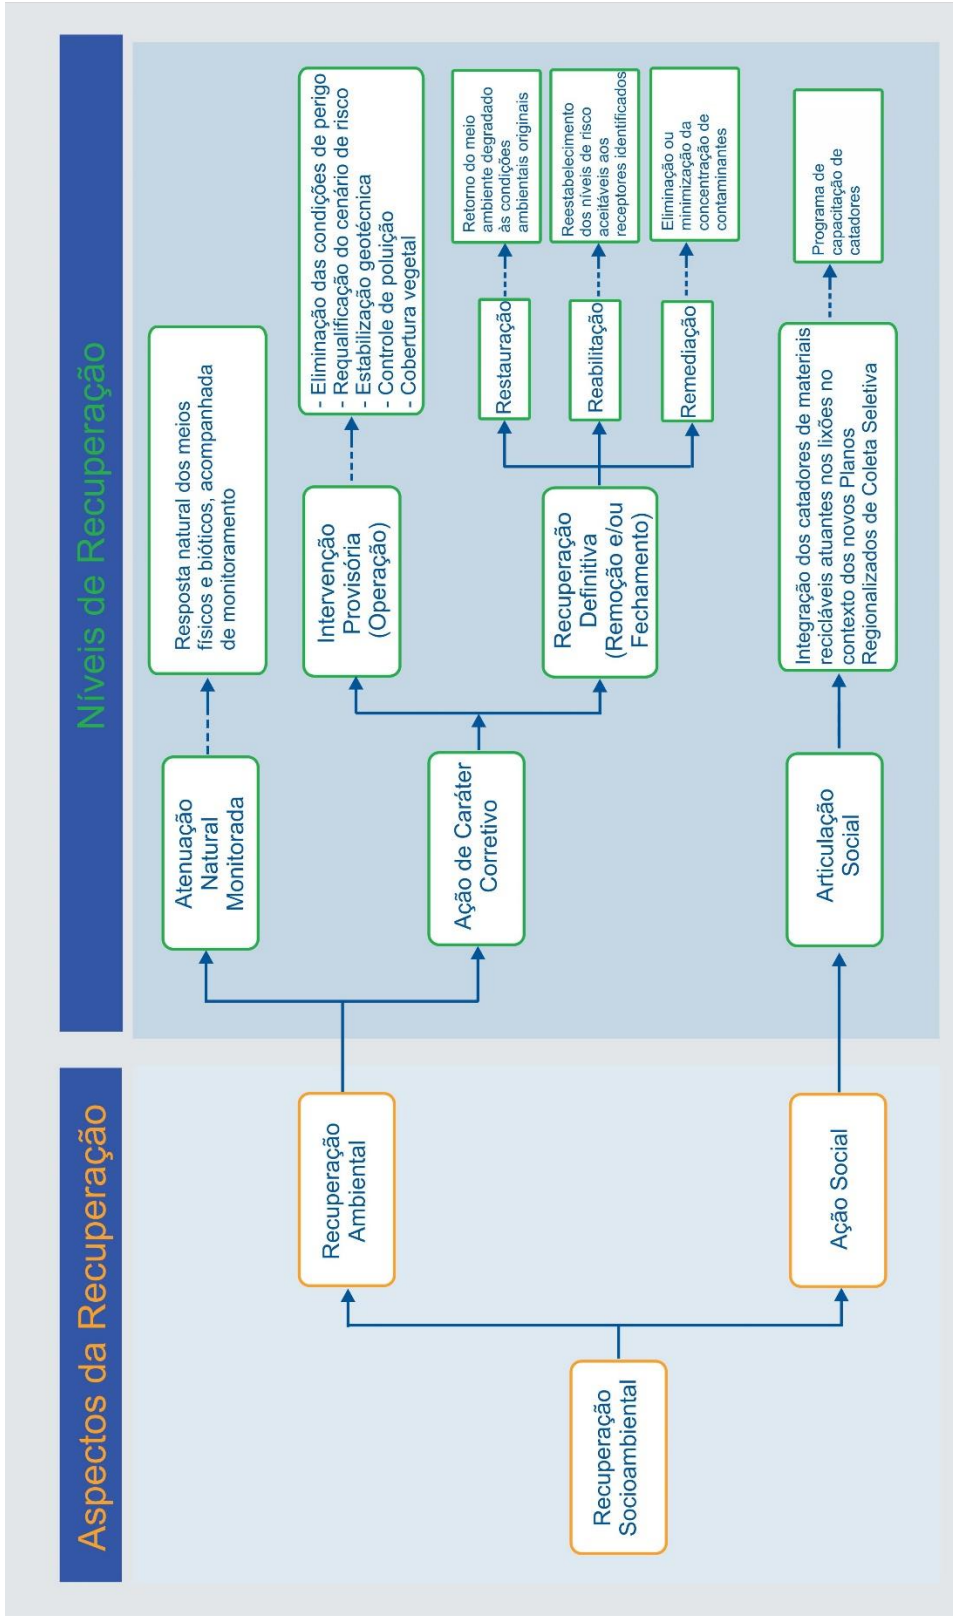 Aspectos da Recuperação
Níveis de Recuperação
Recuperação
Socioambiental
Recuperação
Ambiental
Ação Social
Atenuação
Natural
Monitorada
Resposta natural dos meios
físicos e bióticos, acompanhada
de monitoramento
Ação de Caráter
Corretivo
Intervenção
Provisória
(Operação)
- Eliminação das condições de perigo
- Requalificação do cenário de risco
- Estabilização geotécnica
- Controle de poluição
- Cobertura vegetal
Recuperação
Definitiva
(Remoção e/ou
Fechamento)
Restauração
Retorno do meio
ambiente degradado
às condições
ambientais originais
Reabilitação
Reestabelecimento
dos níveis de risco
aceitáveis aos
receptores identificados
Remediação
Eliminação ou
minimização da
concentração de
contaminantes
Articulação
Social
Integração dos catadores de materiais
recicláveis atuantes nos lixões no
contexto dos novos Planos
Regionalizados de Coleta Seletiva
Programa de
capacitação de
catadores